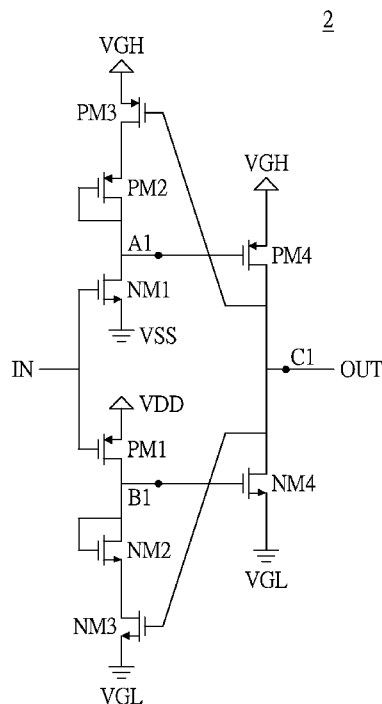 2
VGH
PM3
PM2
VGH
A1
PM4
NM1
VSS
IN
C1
OUT
VDD
PM1
B1
NM4
NM2
VGL
NM3
VGL